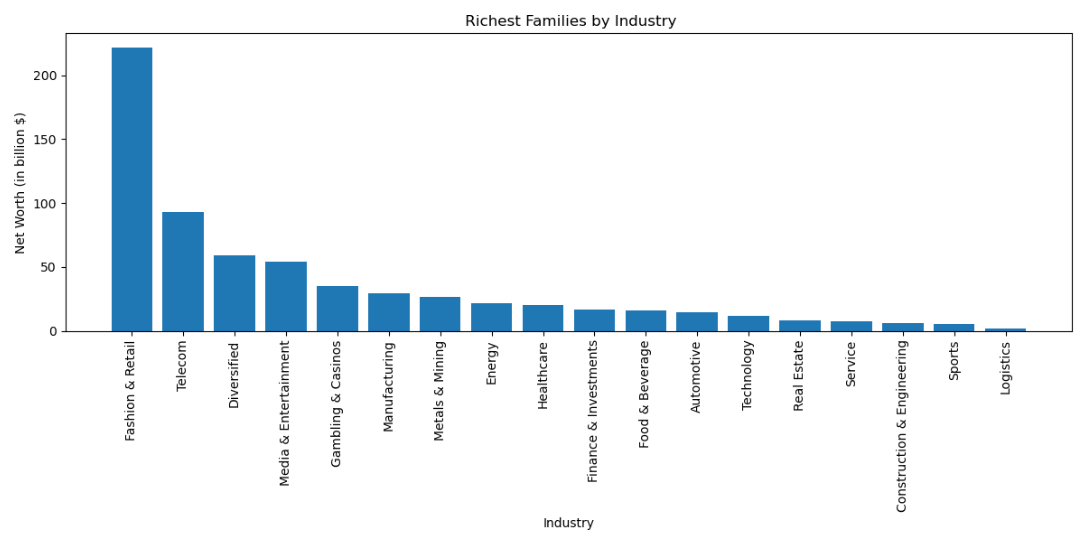 Richest Families by Industry
Net Worth (in billion $)
200
150
100
50
0
Fashion & Retail
Telecom
Diversified
Media & Entertainment
Gambling & Casinos
Manufacturing
Metals & Mining
Energy
Healthcare
Finance & Investments
Food & Beverage
Automotive
Technology
Real Estate
Service
Construction & Engineering
Sports
Logistics
Industry